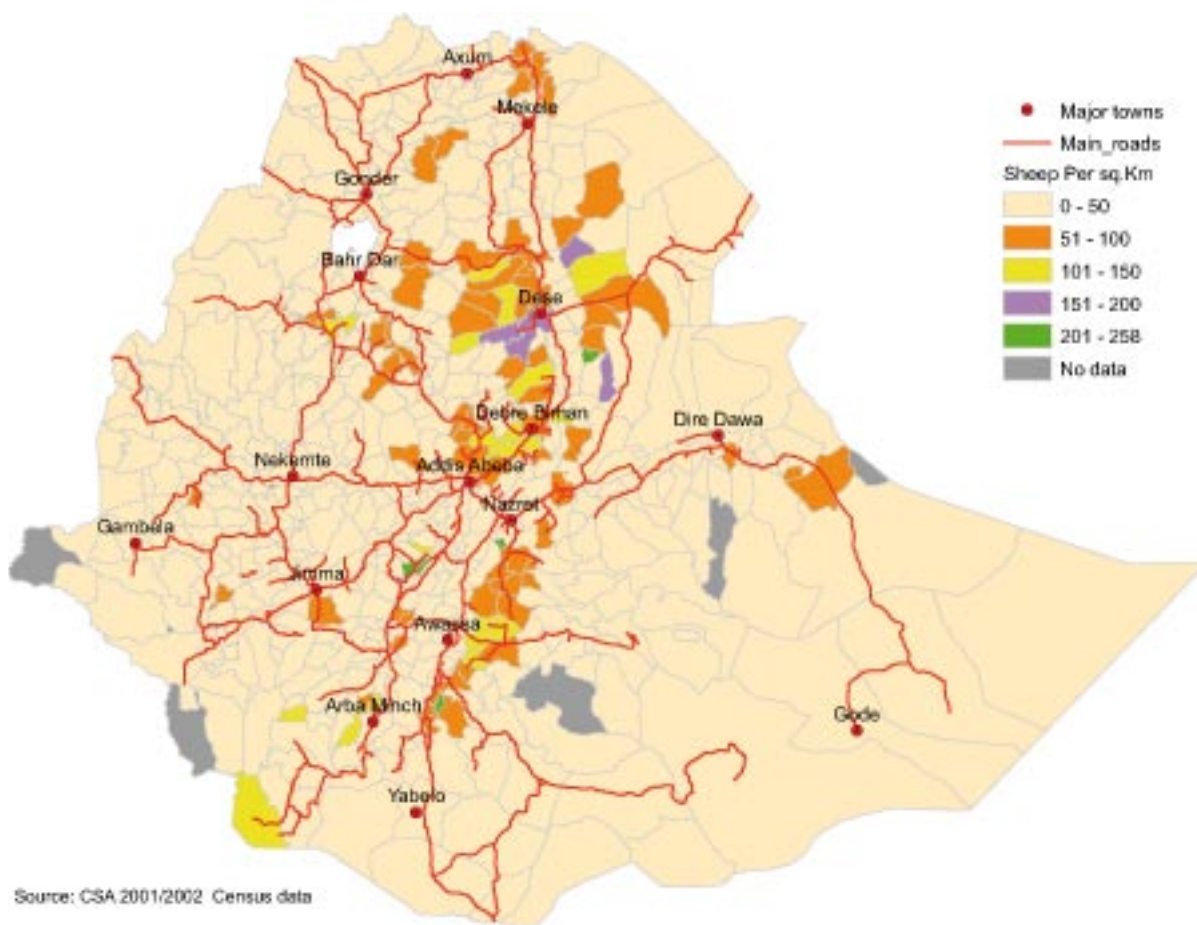 Axum
Mekele
Gonder
Bahr Dar
Dese
Debre Birhan
Dire Dawa
Nekemte
Addis Ababa
Nazret
Gambela
Jimma
Awassa
Arba Minch
Gode
Yabelo
Major towns
Main_roads
Sheep Per sq.Km
0 - 50
51 - 100
101 - 150
151 - 200
201 - 258
No data
Source: CSA 2001/2002 Census data